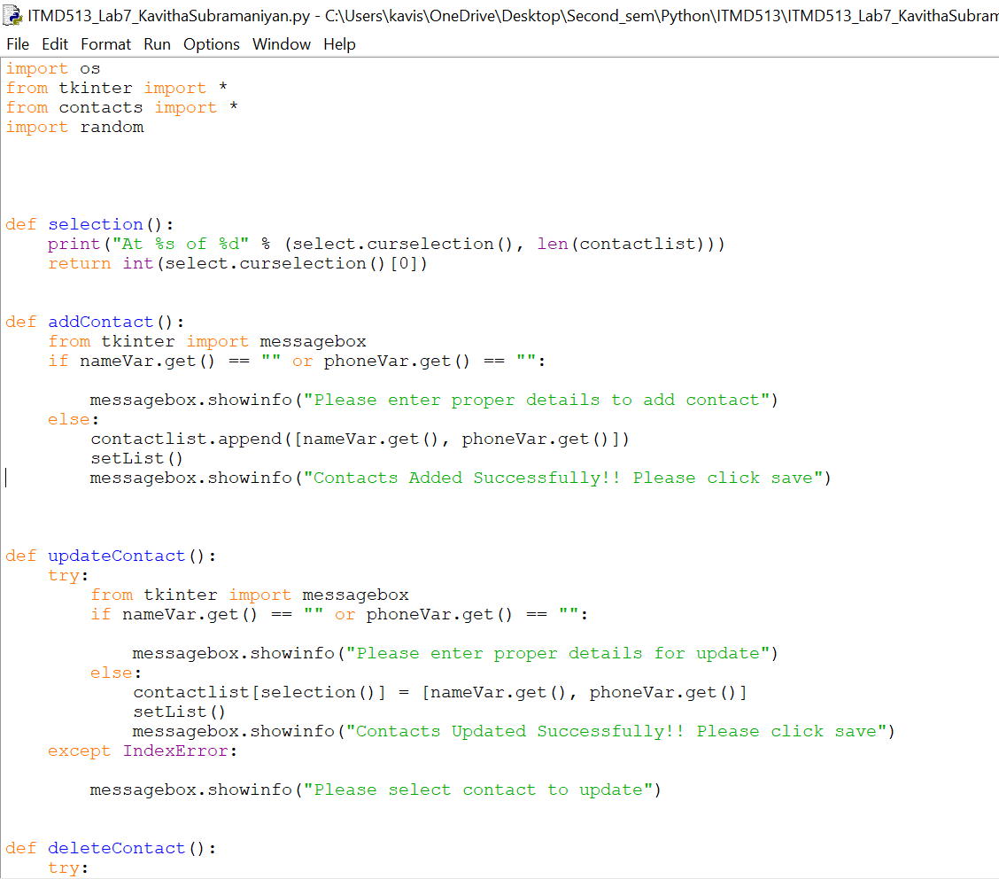 ITMD513_Lab7_KavithaSubramaniyan.py - C:\Users\kavis\OneDrive\Desktop\Second_sem\Python\ITMD513\ITMD513_Lab7_KavithaSubram
File Edit Format Run Options Window Help
import os
from tkinter import *
from contacts import *
import random
def selection():
    print("At %s of %d" % (select.curselection(), len(contactlist)))
    return int(select.curselection()[0])
def addContact():
    from tkinter import messagebox
    if nameVar.get() == "" or phoneVar.get() == "":
        messagebox.showinfo("Please enter proper details to add contact")
    else:
        contactlist.append([nameVar.get(), phoneVar.get()])
        setList()
        messagebox.showinfo("Contacts Added Successfully!! Please click save")
def updateContact():
    try:
        from tkinter import messagebox
        if nameVar.get() == "" or phoneVar.get() == "":
            messagebox.showinfo("Please enter proper details for update")
        else:
            contactlist[selection()] = [nameVar.get(), phoneVar.get()]
            setList()
            messagebox.showinfo("Contacts Updated Successfully!! Please click save")
    except IndexError:
        messagebox.showinfo("Please select contact to update")
def deleteContact():
    try: